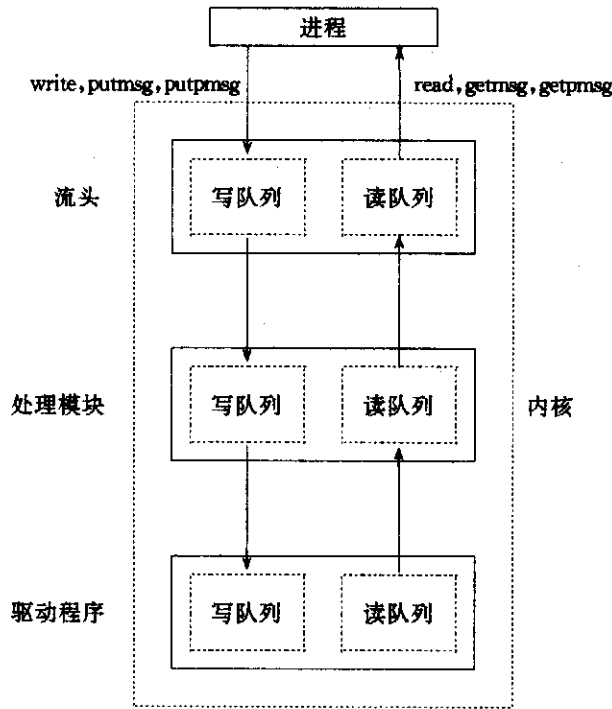 进程
write,putmsg,putpmsg
read,getmsg,getpmsg
流头
写队列
读队列
处理模块
写队列
读队列
内核
驱动程序
写队列
读队列